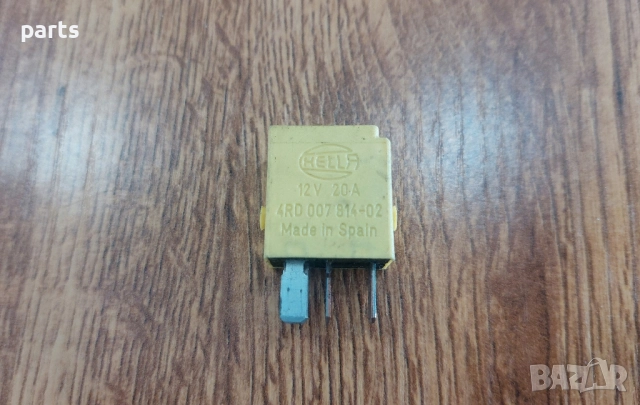 parts
HELLA
12V 20A
4RD 007 814-02
Made in Spain
BAZAR